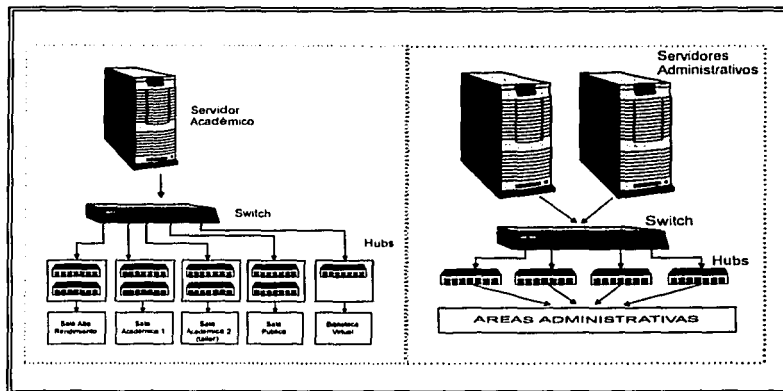 Servidor
Académico
Switch
Hubs
Sala Alto
Rendimiento
Sala
Académica 1
Sala
Académica 2
(taller)
Sala
Pública
Biblioteca
Virtual
Servidores
Administrativos
Switch
Hubs
AREAS ADMINISTRATIVAS